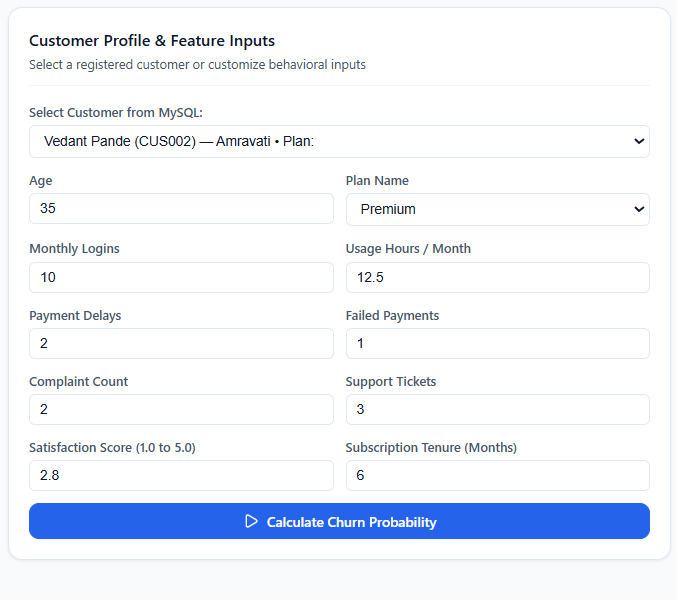 Customer Profile & Feature Inputs
Select a registered customer or customize behavioral inputs
Select Customer from MySQL:
Vedant Pande (CUS002) — Amravati • Plan:
Age
Plan Name
35
Premium
Monthly Logins
Usage Hours / Month
10
12.5
Payment Delays
Failed Payments
2
1
Complaint Count
Support Tickets
2
3
Satisfaction Score (1.0 to 5.0)
Subscription Tenure (Months)
2.8
6
Calculate Churn Probability